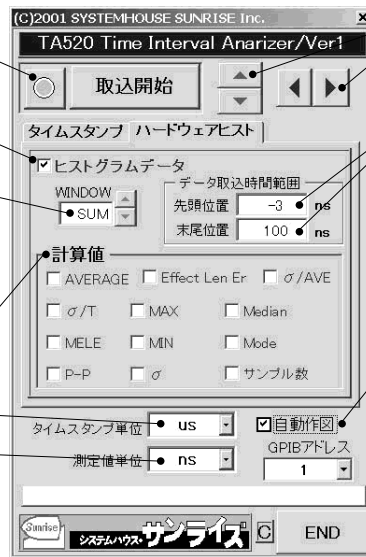 (C)2001 SYSTEMHOUSE SUNRISE Inc. ×
TA520 Time Interval Anarizer/Ver1
取込開始
タイムスタンプ ハードウェアヒスト
ヒストグラムデータ
WINDOW
SUM
データ取込時間範囲
先頭位置 -3 ns
末尾位置 100 ns
計算値
AVERAGE Effect Len Er σ/AVE
σ/T MAX Median
MELE MIN Mode
P-P σ サンプル数
タイムスタンプ単位 us 自動作図
測定値単位 ns GPIBアドレス
1
Sunrise システムハウス・サンライズ C END